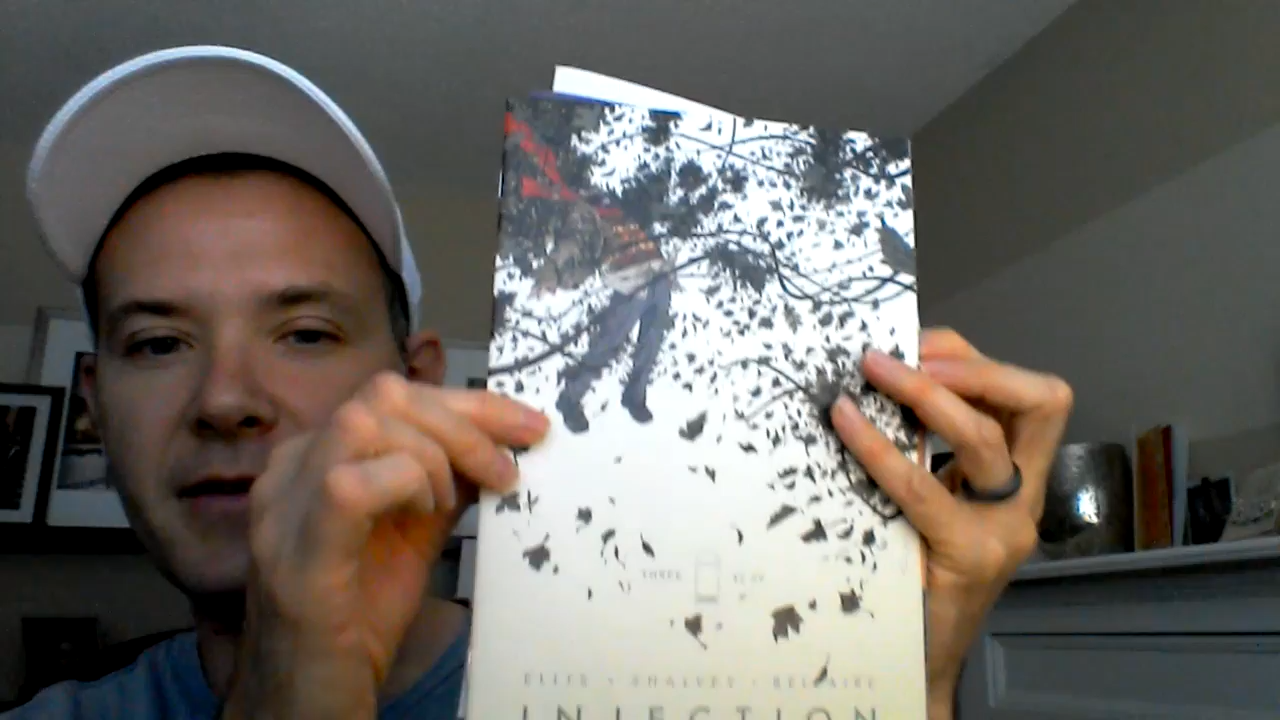 THREE
ELLIS • SHALVEY • BELLAIRE
INJECTION